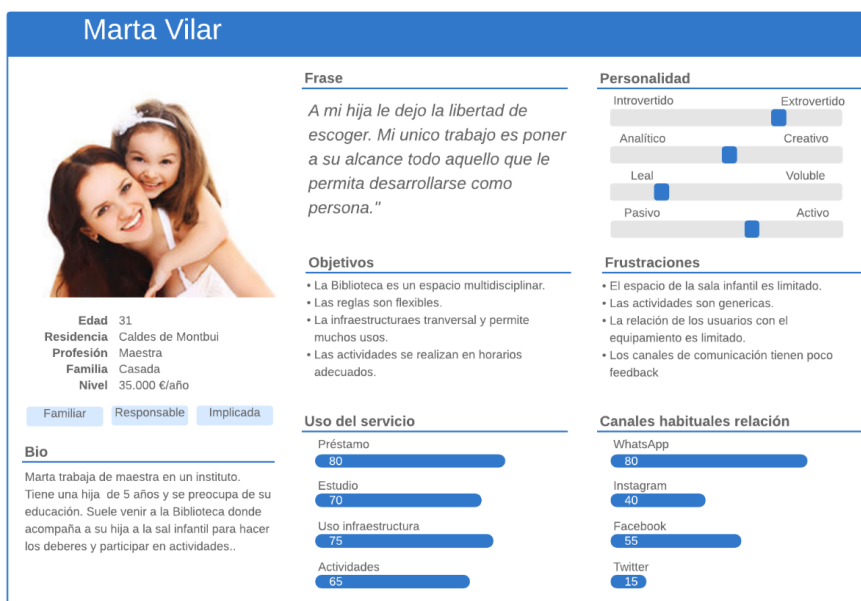 Marta Vilar
Edad 31
Residencia Caldes de Montbui
Profesión Maestra
Familia Casada
Nivel 35.000 €/año
Familiar Responsable Implicada
Bio
Marta trabaja de maestra en un instituto.
Tiene una hija de 5 años y se preocupa de su
educación. Suele venir a la Biblioteca donde
acompaña a su hija a la sal infantil para hacer
los deberes y participar en actividades..
Frase
A mi hija le dejo la libertad de
escoger. Mi unico trabajo es poner
a su alcance todo aquello que le
permita desarrollarse como
persona."
Objetivos
• La Biblioteca es un espacio multidisciplinar.
• Las reglas son flexibles.
• La infraestructuraes tranversal y permite
muchos usos.
• Las actividades se realizan en horarios
adecuados.
Uso del servicio
Préstamo
80
Estudio
70
Uso infraestructura
75
Actividades
65
Personalidad
Introvertido Extrovertido
Analítico Creativo
Leal Voluble
Pasivo Activo
Frustraciones
• El espacio de la sala infantil es limitado.
• Las actividades son genericas.
• La relación de los usuarios con el
equipamiento es limitado.
• Los canales de comunicación tienen poco
feedback
Canales habituales relación
WhatsApp
80
Instagram
40
Facebook
55
Twitter
15